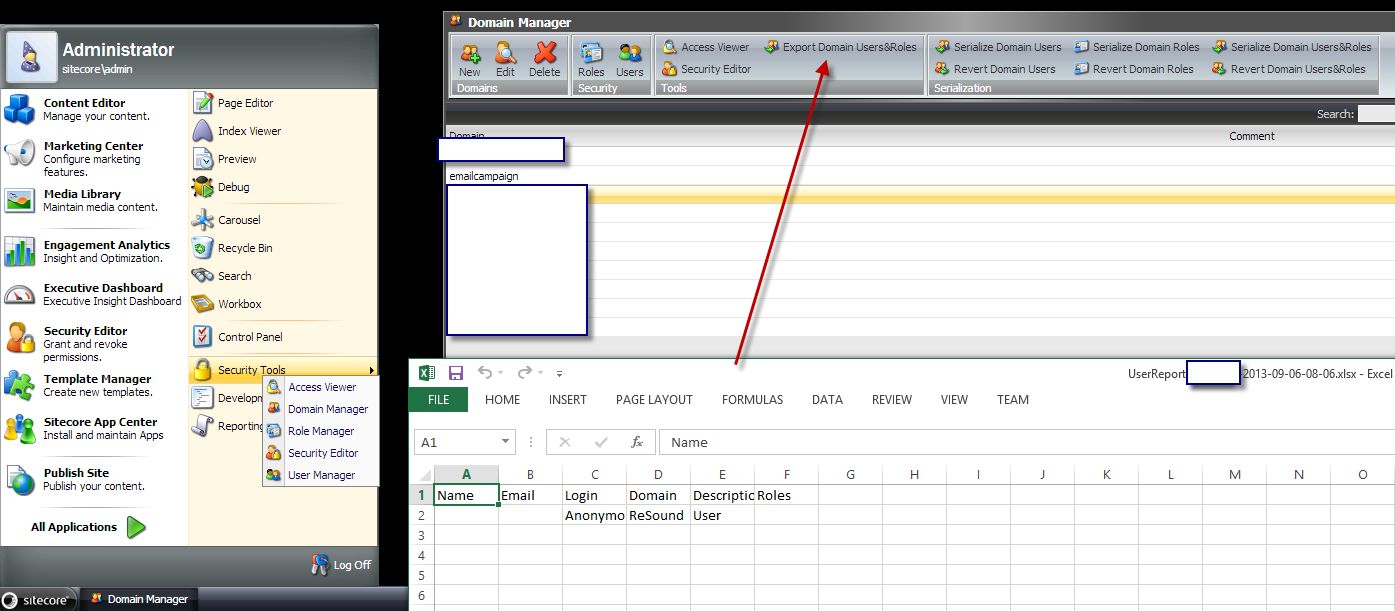 Administrator
sitecore\admin
Content Editor
Manage your content.
Marketing Center
Configure marketing
features.
Media Library
Maintain media content.
Engagement Analytics
Insight and Optimization.
Executive Dashboard
Executive Insight Dashboard
Security Editor
Grant and revoke
permissions.
Template Manager
Create new templates.
Sitecore App Center
Install and maintain Apps
Publish Site
Publish your content.
All Applications
Page Editor
Index Viewer
Preview
Debug
Carousel
Recycle Bin
Search
Workbox
Control Panel
Security Tools
Develop
Reporting
Access Viewer
Domain Manager
Role Manager
Security Editor
User Manager
Log Off
sitecore
Domain Manager
Domain Manager
New Edit Delete
Domains
Roles Users
Security
Access Viewer Export Domain Users&Roles
Security Editor
Tools
Serialize Domain Users Serialize Domain Roles Serialize Domain Users&Roles
Revert Domain Users Revert Domain Roles Revert Domain Users&Roles
Serialization
Search:
Domain Comment
emailcampaign
UserReport 2013-09-06-08-06.xlsx - Excel
FILE HOME INSERT PAGE LAYOUT FORMULAS DATA REVIEW VIEW TEAM
A1 fx Name
A B C D E F G H I J K L M N O
1 Name Email Login Domain Descriptic Roles
2 Anonymo ReSound User
3
4
5
6